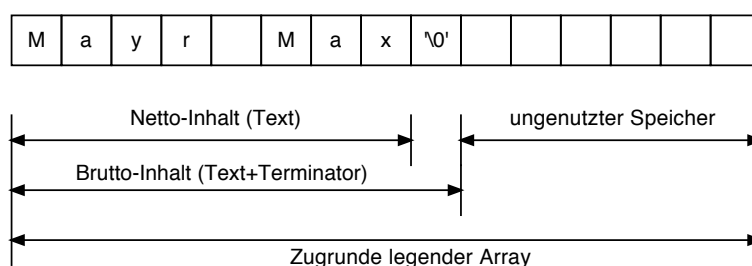 M a y r M a x '\0'
Netto-Inhalt (Text) ungenutzter Speicher
Brutto-Inhalt (Text+Terminator)
Zugrunde legender Array